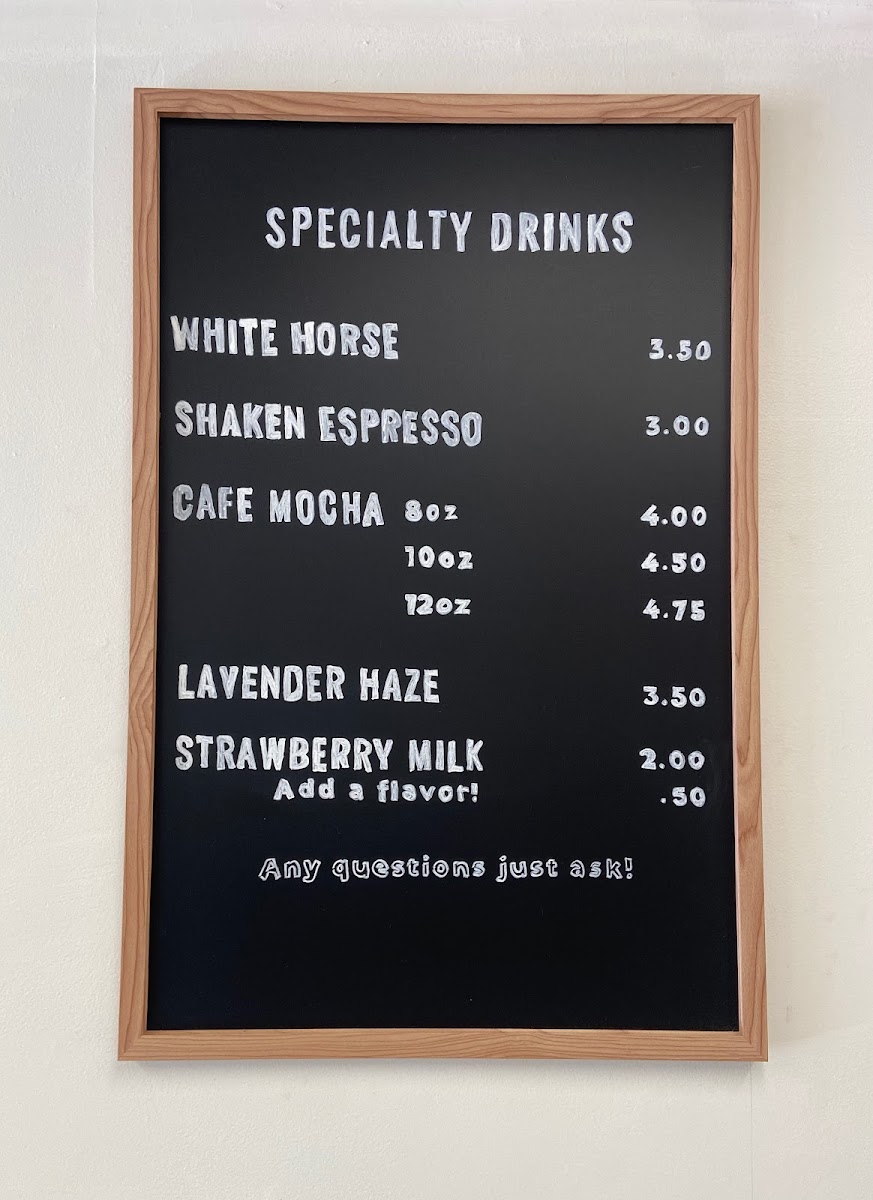 SPECIALTY DRINKS
WHITE HORSE 3.50
SHAKEN ESPRESSO 3.00
CAFE MOCHA 8oz 4.00
10oz 4.50
12oz 4.75
LAVENDER HAZE 3.50
STRAWBERRY MILK 2.00
Add a flavor! .50
Any questions just ask!